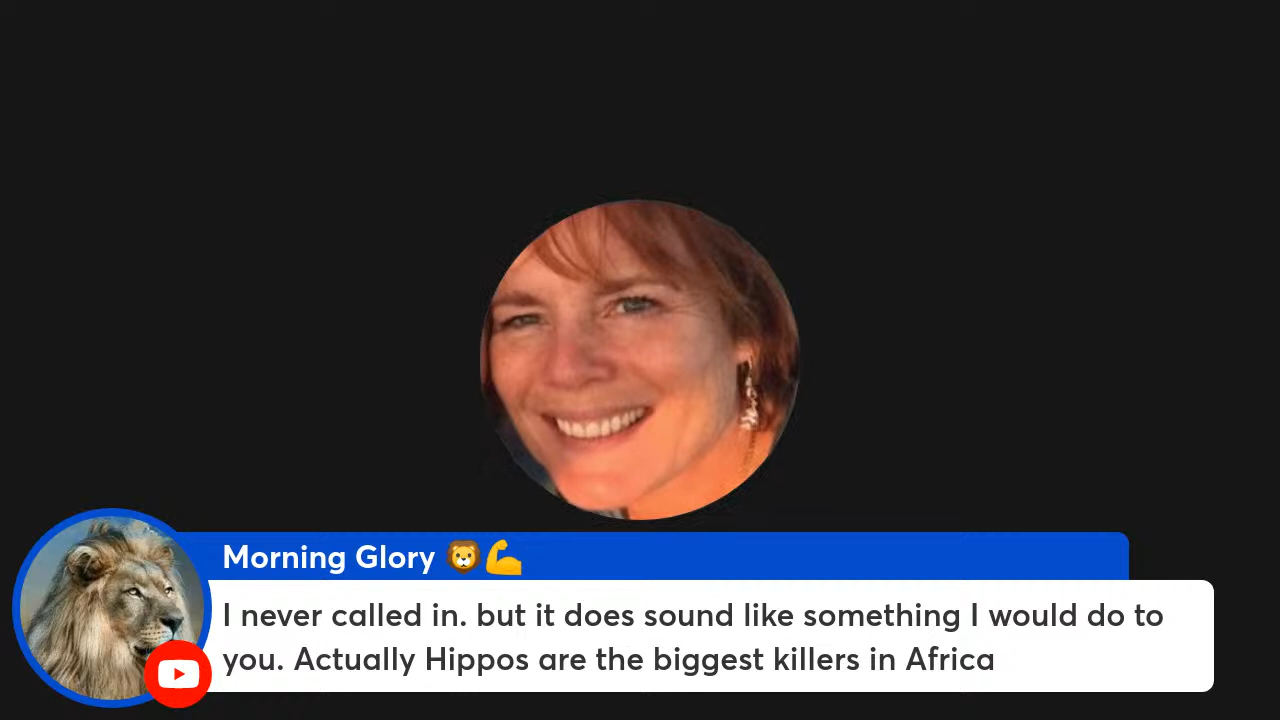 Morning Glory 🦁💪
I never called in. but it does sound like something I would do to
you. Actually Hippos are the biggest killers in Africa